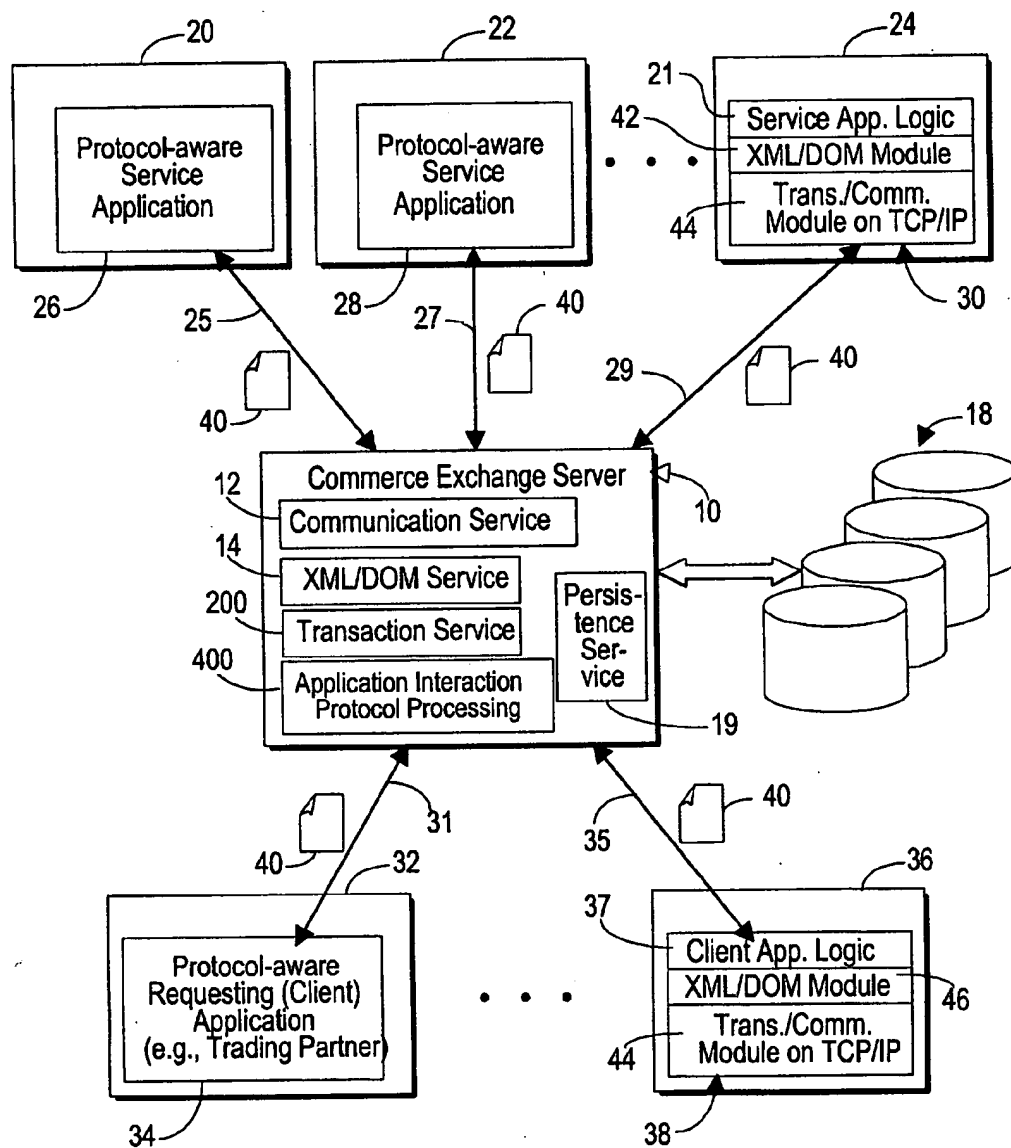 20
22
24
21
Service App. Logic
42
XML/DOM Module
44
Trans./Comm.
Module on TCP/IP
Protocol-aware
Service
Application
Protocol-aware
Service
Application
26
25
28
27
40
30
40
29
40
18
Commerce Exchange Server
10
12
Communication Service
14
XML/DOM Service
200
Transaction Service
400
Application Interaction
Protocol Processing
Persis-
tence
Ser-
vice
19
31
35
40
40
32
36
37
Client App. Logic
XML/DOM Module
46
44
Trans./Comm.
Module on TCP/IP
Protocol-aware
Requesting (Client)
Application
(e.g., Trading Partner)
34
38